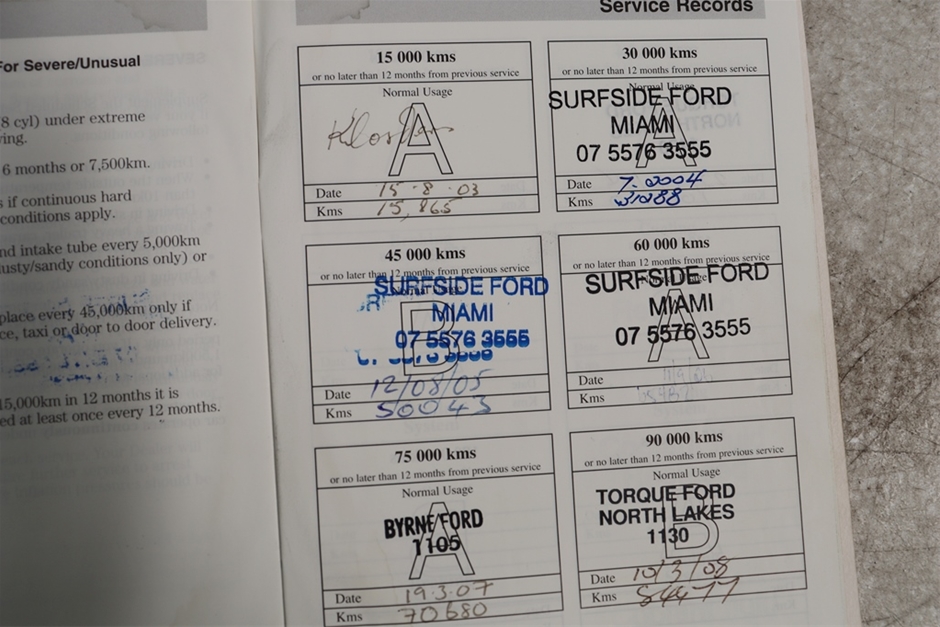 For Severe/Unusual
8 cyl) under extreme
ving.
6 months or 7,500km.
s if continuous hard
conditions apply.
nd intake tube every 5,000km
usty/sandy conditions only) or
place every 45,000km only if
ce, taxi or door to door delivery.
15,000km in 12 months it is
ed at least once every 12 months.
Service Records
15 000 kms
or no later than 12 months from previous service
Normal Usage
A
Date 15-8-03
Kms 15,865
30 000 kms
or no later than 12 months from previous service
Normal Usage
SURFSIDE FORD
MIAMI
07 5576 3555
A
Date 7-2004
Kms 31288
45 000 kms
or no later than 12 months from previous service
Normal Usage
SURFSIDE FORD
MIAMI
07 5576 3555
B
Date 12/08/05
Kms 50043
60 000 kms
or no later than 12 months from previous service
Normal Usage
SURFSIDE FORD
MIAMI
07 5576 3555
A
Date
Kms
75 000 kms
or no later than 12 months from previous service
Normal Usage
BYRNE FORD
1105
A
Date 19.3.07
Kms 70680
90 000 kms
or no later than 12 months from previous service
Normal Usage
TORQUE FORD
NORTH LAKES
1130
B
Date 10/3/08
Kms 84477